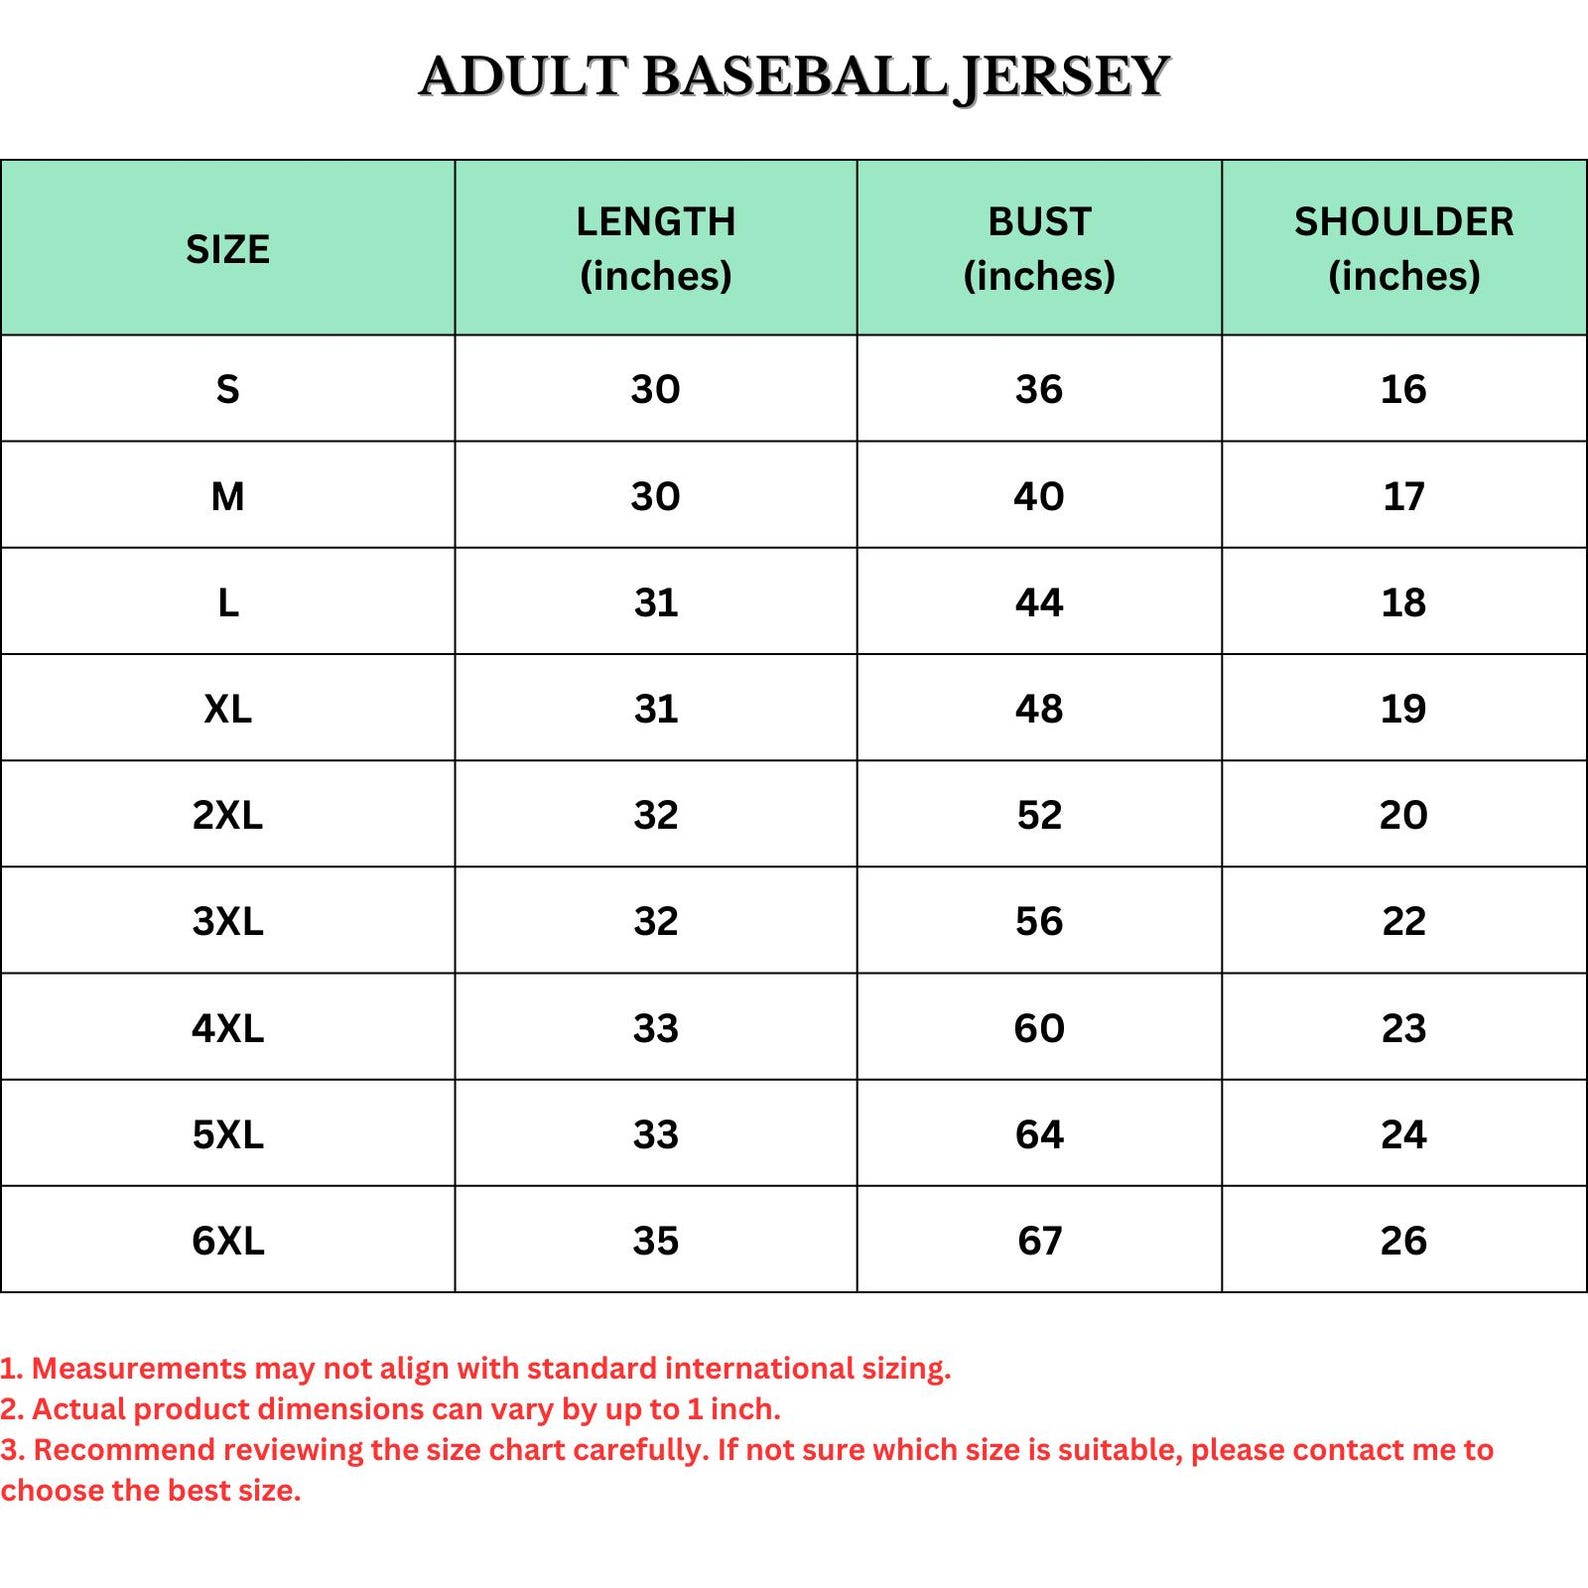 ADULT BASEBALL JERSEY
SIZE LENGTH (inches) BUST (inches) SHOULDER (inches)
S 30 36 16
M 30 40 17
L 31 44 18
XL 31 48 19
2XL 32 52 20
3XL 32 56 22
4XL 33 60 23
5XL 33 64 24
6XL 35 67 26
1. Measurements may not align with standard international sizing.
2. Actual product dimensions can vary by up to 1 inch.
3. Recommend reviewing the size chart carefully. If not sure which size is suitable, please contact me to
choose the best size.